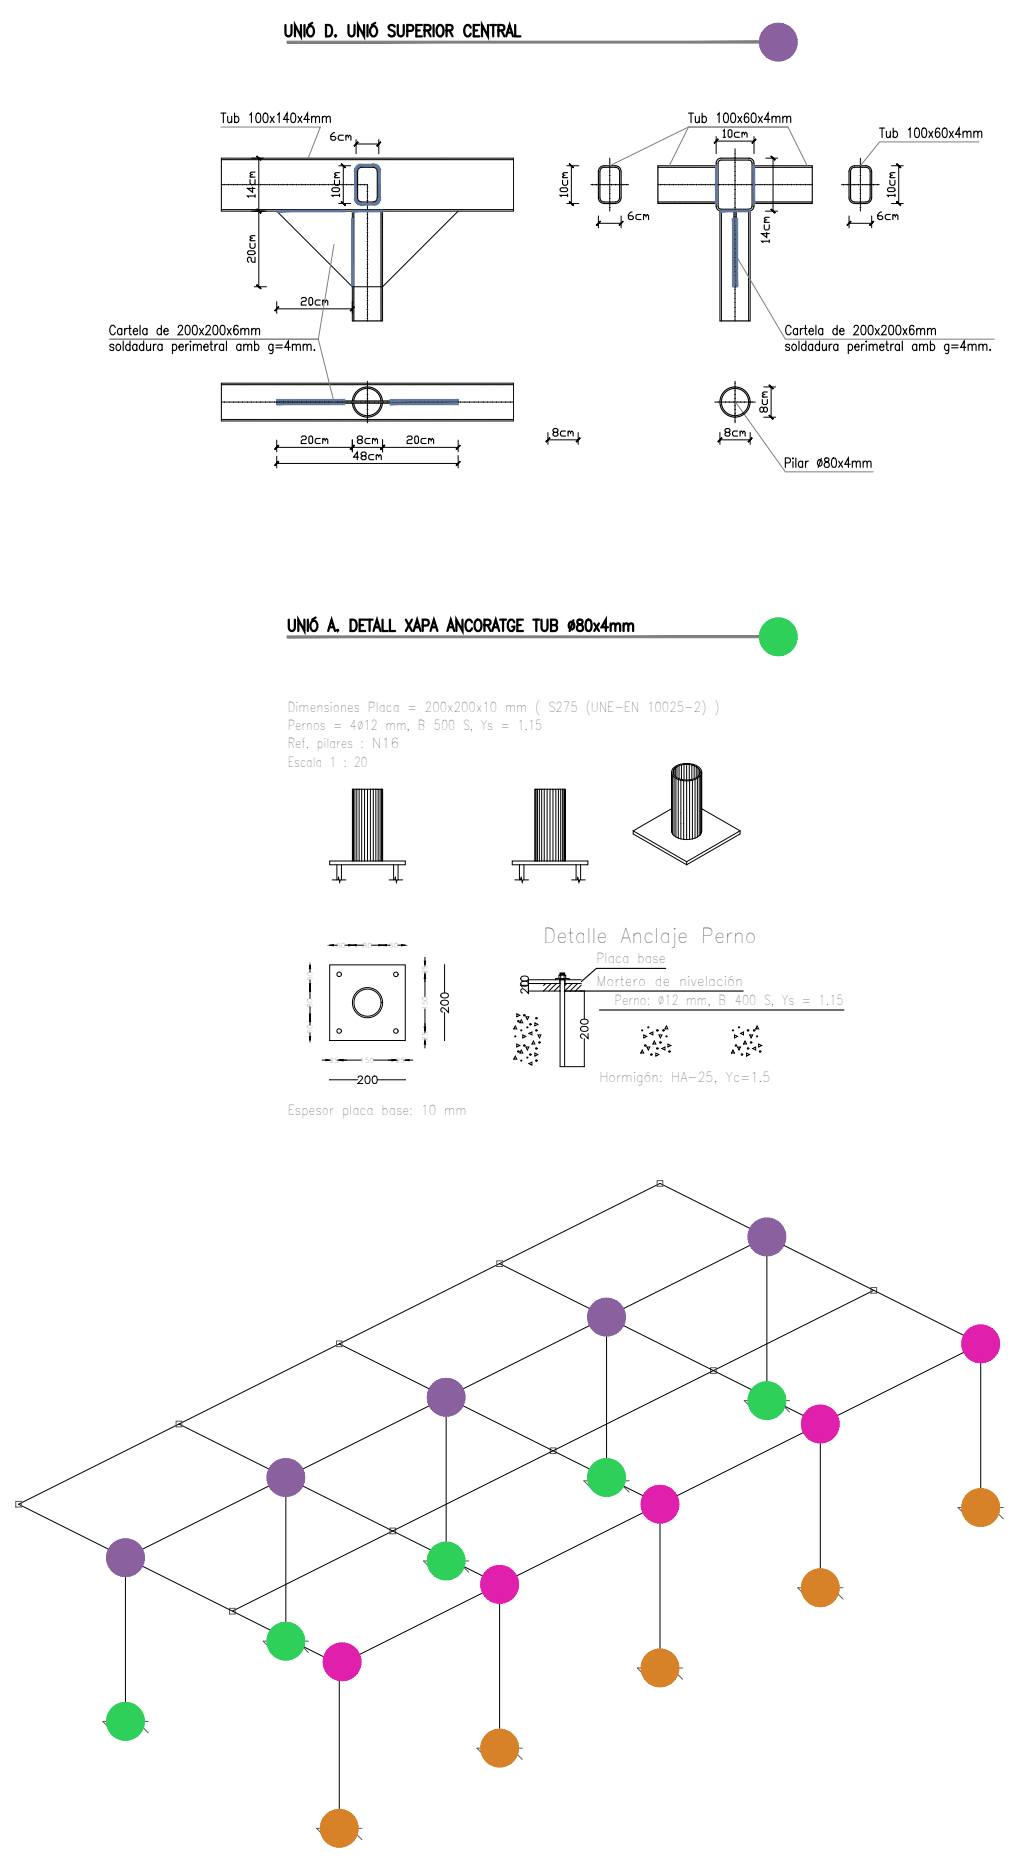 UNIÓ D. UNIÓ SUPERIOR CENTRAL
Tub 100x140x4mm
6cm
14cm
10cm
20cm
20cm
Cartela de 200x200x6mm
soldadura perimetral amb g=4mm.
20cm
8cm
20cm
48cm
Tub 100x60x4mm
10cm
Tub 100x60x4mm
10cm
6cm
14cm
10cm
6cm
Cartela de 200x200x6mm
soldadura perimetral amb g=4mm.
8cm
8cm
8cm
Pilar ø80x4mm
UNIÓ A. DETALL XAPA ANCORATGE TUB ø80x4mm
Dimensiones Placa = 200x200x10 mm ( S275 (UNE-EN 10025-2) )
Pernos = 4ø12 mm, B 500 S, Ys = 1.15
Ref. pilares : N16
Escala 1 : 20
200
200
Espesor placa base: 10 mm
Detalle Anclaje Perno
Placa base
Mortero de nivelación
Perno: ø12 mm, B 400 S, Ys = 1.15
200
200
Hormigón: HA-25, Yc=1.5